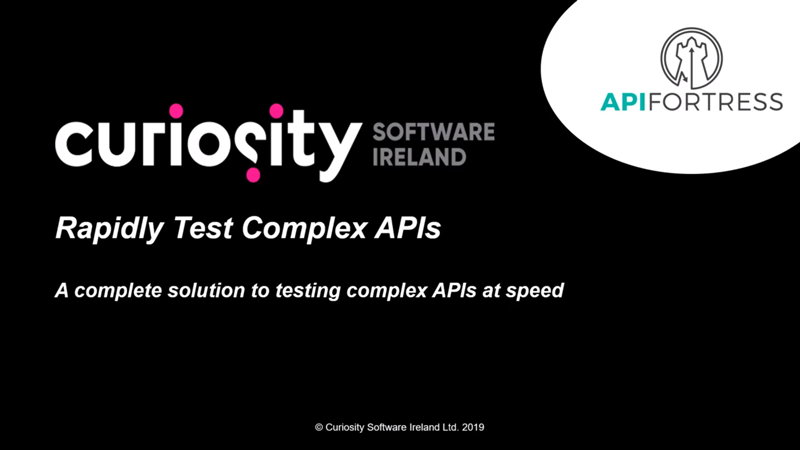 APIFORTRESS
curiosity SOFTWARE
IRELAND
Rapidly Test Complex APIs
A complete solution to testing complex APIs at speed
© Curiosity Software Ireland Ltd. 2019